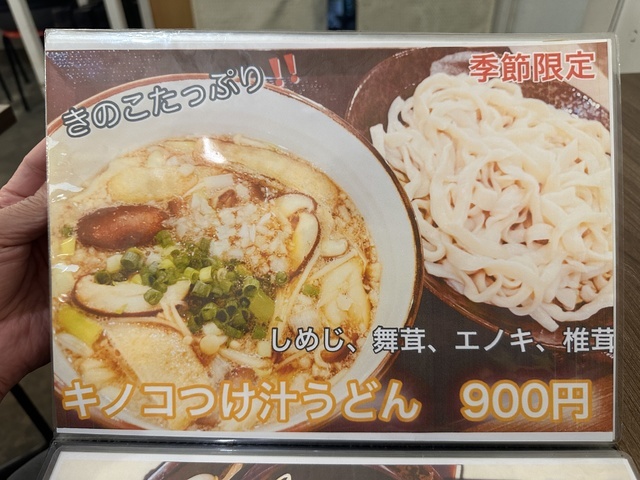 季節限定
きのこたっぷり‼
しめじ、舞茸、エノキ、椎茸
キノコつけ汁うどん 900円